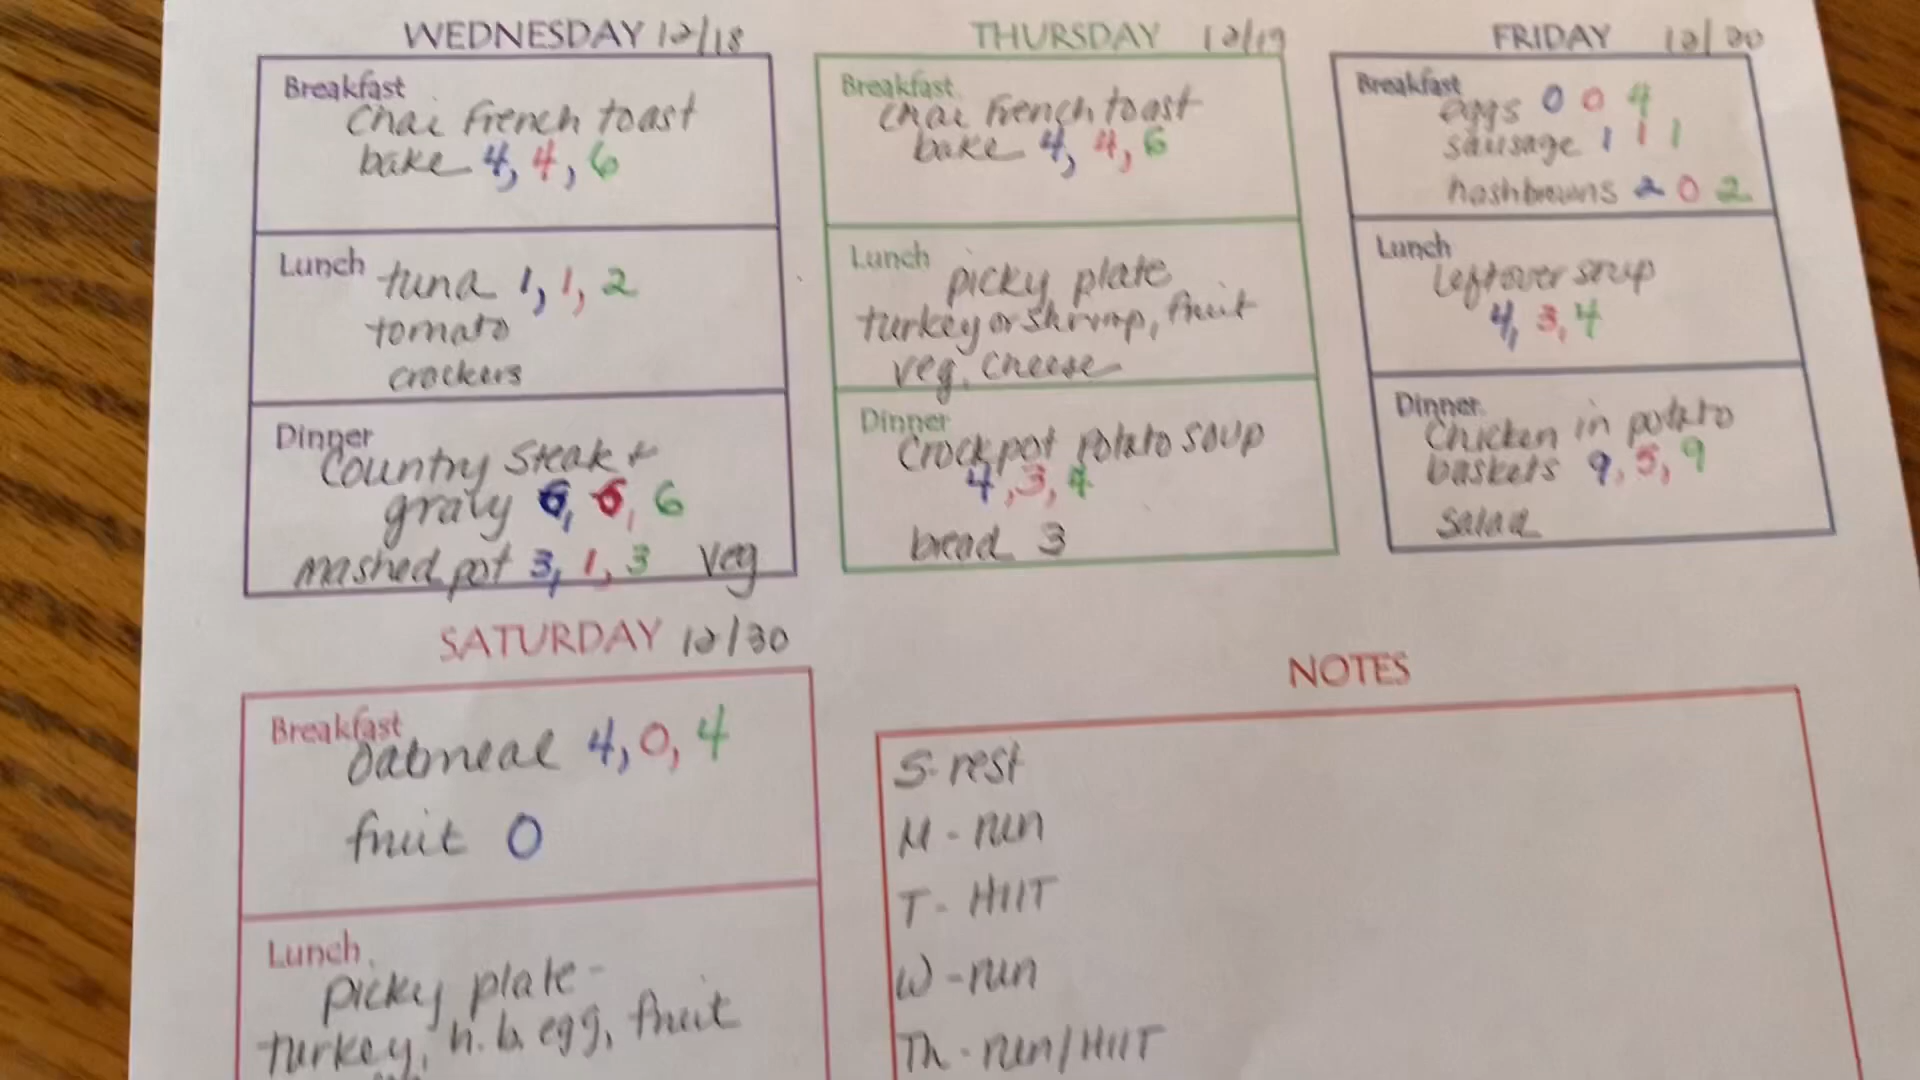 WEDNESDAY 12/18
Breakfast
Chai French toast
bake 4, 4, 6
Lunch tuna 1, 1, 2
tomato
crackers
Dinner
Country Steak +
gravy 6, 6, 6
mashed pot 3, 1, 3 veg
THURSDAY 12/19
Breakfast
Chai French toast
bake 4, 4, 6
Lunch
picky plate
turkey or shrimp, fruit
veg, cheese
Dinner
Crockpot potato soup
4, 3, 4
bread 3
FRIDAY 12/20
Breakfast
eggs 0 0 4
sausage 1 1 1
hashbrowns 2 0 2
Lunch
leftover soup
4, 3, 4
Dinner
Chicken in potato
baskets 9, 5, 9
salad
SATURDAY 12/30
Breakfast
oatmeal 4, 0, 4
fruit 0
Lunch
picky plate -
turkey, h.b. egg, fruit
NOTES
S- rest
M - run
T - HIIT
W - run
Th - run/HIIT